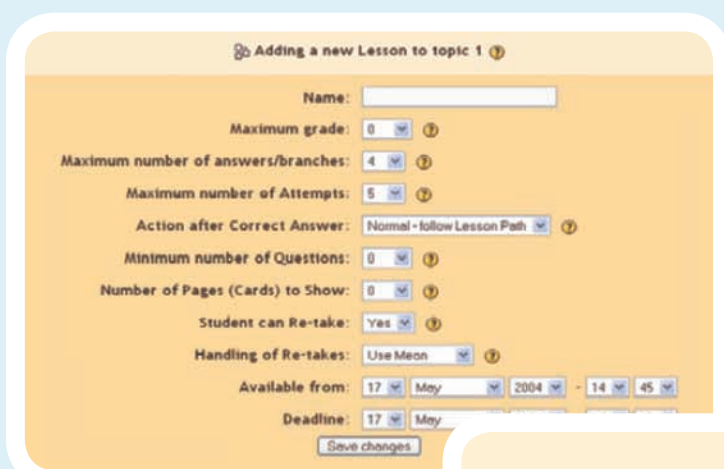 Adding a new Lesson to topic 1 ?
Name:
Maximum grade: 0 ?
Maximum number of answers/branches: 4 ?
Maximum number of Attempts: 5 ?
Action after Correct Answer: Normal - follow Lesson Path ?
Minimum number of Questions: 0 ?
Number of Pages (Cards) to Show: 0 ?
Student can Re-take: Yes ?
Handling of Re-takes: Use Mean ?
Available from: 17 May 2004 - 14 45
Deadline: 17 May
Save changes